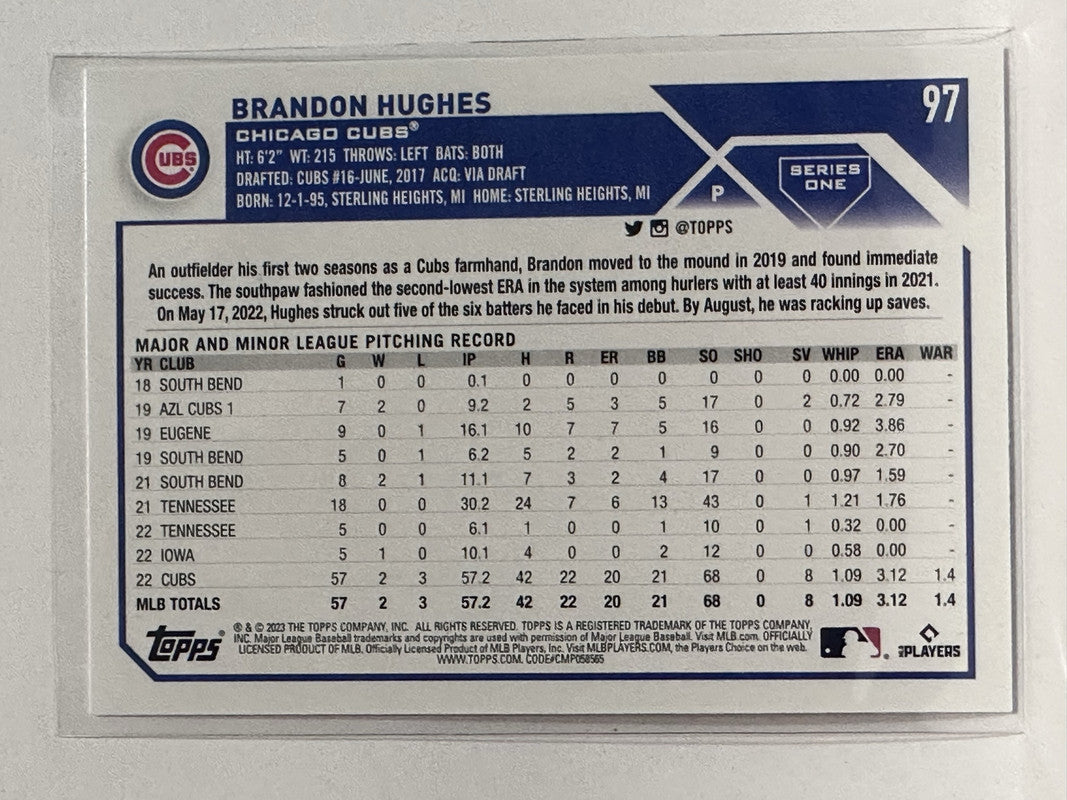 BRANDON HUGHES
97
CUBS
CHICAGO CUBS®
HT: 6'2" WT: 215 THROWS: LEFT BATS: BOTH
DRAFTED: CUBS #16-JUNE, 2017 ACQ: VIA DRAFT
BORN: 12-1-95, STERLING HEIGHTS, MI HOME: STERLING HEIGHTS, MI
P
SERIES
ONE
@TOPPS
An outfielder his first two seasons as a Cubs farmhand, Brandon moved to the mound in 2019 and found immediate
success. The southpaw fashioned the second-lowest ERA in the system among hurlers with at least 40 innings in 2021.
On May 17, 2022, Hughes struck out five of the six batters he faced in his debut. By August, he was racking up saves.
MAJOR AND MINOR LEAGUE PITCHING RECORD
YR CLUB G W L IP H R ER BB SO SHO SV WHIP ERA WAR
18 SOUTH BEND 1 0 0 0.1 0 0 0 0 0 0 0 0.00 0.00 -
19 AZL CUBS 1 7 2 0 9.2 2 5 3 5 17 0 2 0.72 2.79 -
19 EUGENE 9 0 1 16.1 10 7 7 5 16 0 0 0.92 3.86 -
19 SOUTH BEND 5 0 1 6.2 5 2 2 1 9 0 0 0.90 2.70 -
21 SOUTH BEND 8 2 1 11.1 7 3 2 4 17 0 0 0.97 1.59 -
21 TENNESSEE 18 0 0 30.2 24 7 6 13 43 0 1 1.21 1.76 -
22 TENNESSEE 5 0 0 6.1 1 0 0 1 10 0 1 0.32 0.00 -
22 IOWA 5 1 0 10.1 4 0 0 2 12 0 0 0.58 0.00 -
22 CUBS 57 2 3 57.2 42 22 20 21 68 0 8 1.09 3.12 1.4
MLB TOTALS 57 2 3 57.2 42 22 20 21 68 0 8 1.09 3.12 1.4
Topps®
® & © 2023 THE TOPPS COMPANY, INC. ALL RIGHTS RESERVED. TOPPS IS A REGISTERED TRADEMARK OF THE TOPPS COMPANY,
INC. Major League Baseball trademarks and copyrights are used with permission of Major League Baseball. Visit MLB.com. OFFICIALLY
LICENSED PRODUCT OF MLB. Officially Licensed Product of MLB Players, Inc. Visit MLBPLAYERS.COM, the Players Choice on the web.
WWW.TOPPS.COM. CODE#CMP058565
PLAYERS